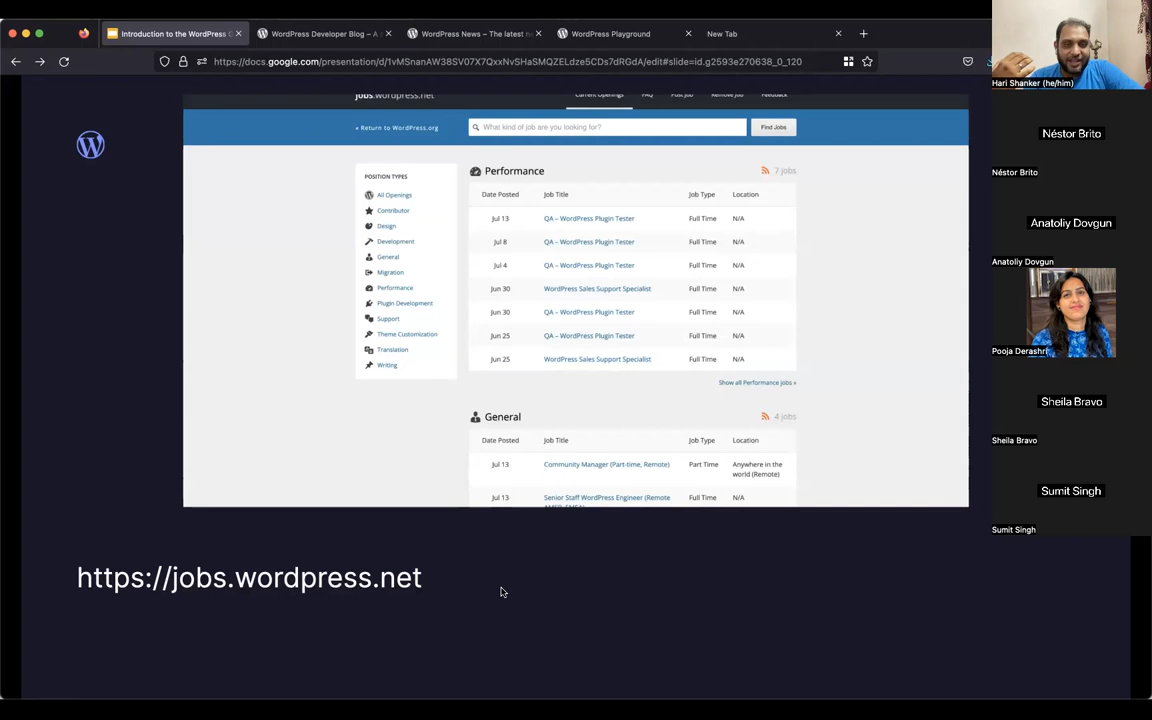 Introduction to the WordPress
WordPress Developer Blog – A
WordPress News – The latest n
WordPress Playground
New Tab
https://docs.google.com/presentation/d/1vMSnanAW38SV07X7QxxNvSHaSMQZELdze5CDs7dRGdA/edit#slide=id.g2593e270638_0_120
jobs.wordpress.net
Current Openings FAQ Post Job Remove Job Feedback
« Return to WordPress.org
What kind of job are you looking for?
Find Jobs
POSITION TYPES
All Openings
Contributor
Design
Development
General
Migration
Performance
Plugin Development
Support
Theme Customization
Translation
Writing
Performance 7 jobs
Date Posted Job Title Job Type Location
Jul 13 QA – WordPress Plugin Tester Full Time N/A
Jul 8 QA – WordPress Plugin Tester Full Time N/A
Jul 4 QA – WordPress Plugin Tester Full Time N/A
Jun 30 WordPress Sales Support Specialist Full Time N/A
Jun 30 QA – WordPress Plugin Tester Full Time N/A
Jun 25 QA – WordPress Plugin Tester Full Time N/A
Jun 25 WordPress Sales Support Specialist Full Time N/A
Show all Performance jobs »
General 4 jobs
Date Posted Job Title Job Type Location
Jul 13 Community Manager (Part-time, Remote) Part Time Anywhere in the
world (Remote)
Jul 13 Senior Staff WordPress Engineer (Remote Full Time N/A
https://jobs.wordpress.net
Hari Shanker (he/him)
Néstor Brito
Néstor Brito
Anatoliy Dovgun
Anatoliy Dovgun
Pooja Derashri
Sheila Bravo
Sheila Bravo
Sumit Singh
Sumit Singh